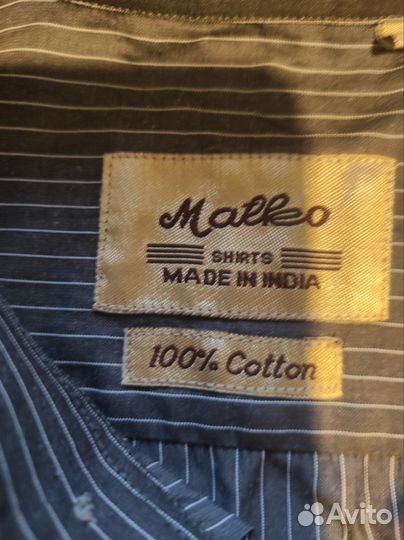 Malko
SHIRTS
MADE IN INDIA
100% Cotton
Avito